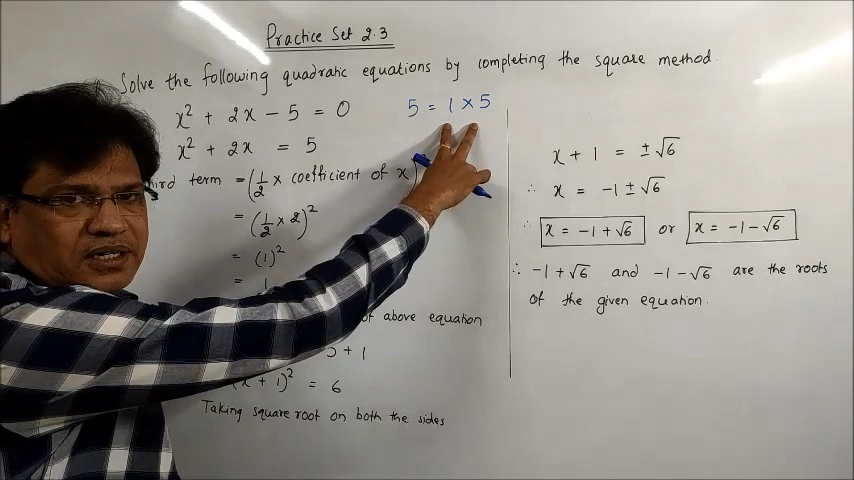 Practice Set 2.3
Solve the following quadratic equations by completing the square method.
x² + 2x - 5 = 0
5 = 1 × 5
x² + 2x = 5
term = (1/2 × coefficient of x)
= (1/2 × 2)²
= (1)²
= 1
above equation
+ 1
(x + 1)² = 6
Taking square root on both the sides
x + 1 = ± √6
∴ x = -1 ± √6
∴ x = -1 + √6 or x = -1 - √6
∴ -1 + √6 and -1 - √6 are the roots
of the given equation.